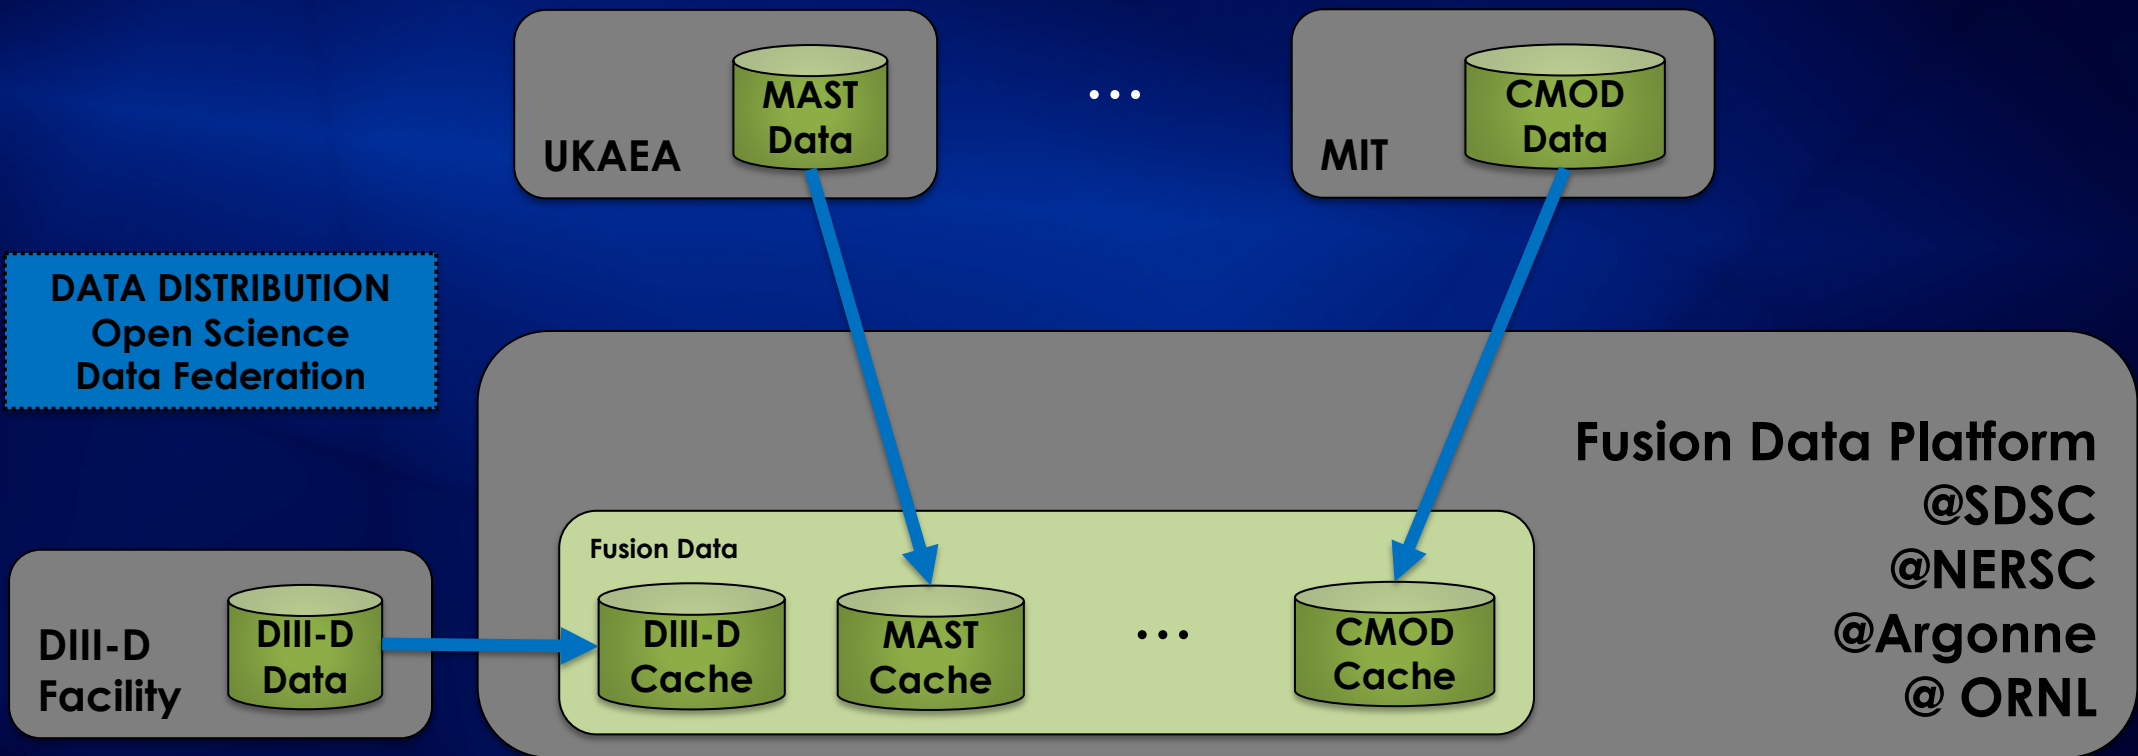 MAST
Data
UKAEA
...
CMOD
Data
MIT
DATA DISTRIBUTION
Open Science
Data Federation
Fusion Data Platform
@SDSC
@NERSC
@Argonne
@ ORNL
DIII-D
Facility
DIII-D
Data
Fusion Data
DIII-D
Cache
MAST
Cache
...
CMOD
Cache